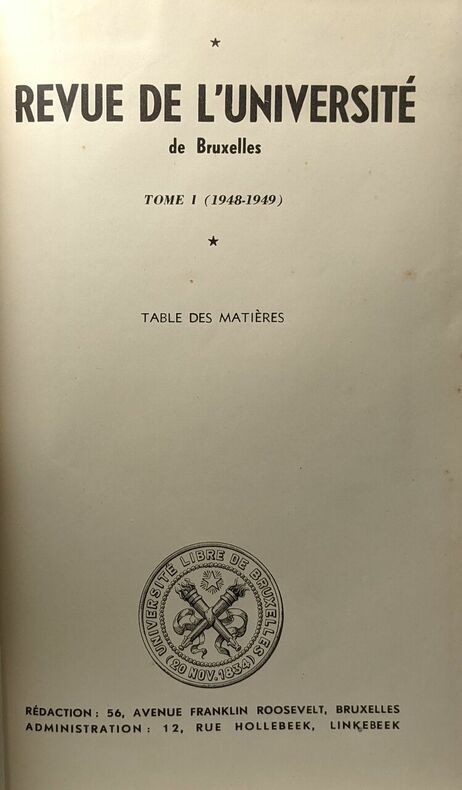 REVUE DE L'UNIVERSITÉ
de Bruxelles
TOME I (1948-1949)
TABLE DES MATIÈRES
UNIVERSITÉ LIBRE DE BRUXELLES
(20 NOV. 1834)
RÉDACTION : 56, AVENUE FRANKLIN ROOSEVELT, BRUXELLES
ADMINISTRATION : 12, RUE HOLLEBEEK, LINKEBEEK